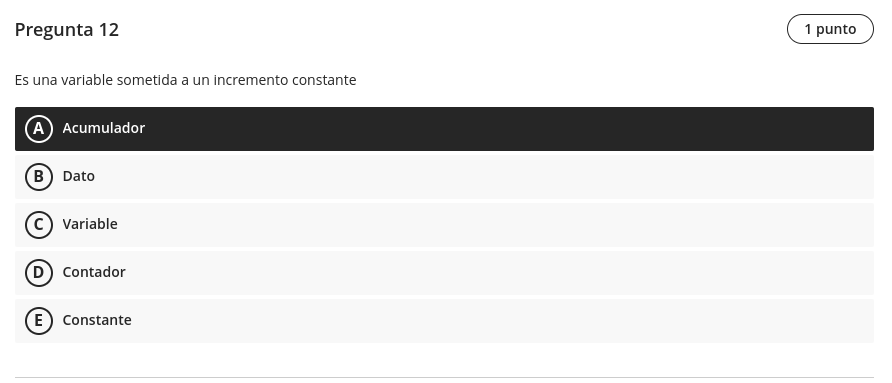 Pregunta 12
1 punto
Es una variable sometida a un incremento constante
A Acumulador
B Dato
C Variable
D Contador
E Constante